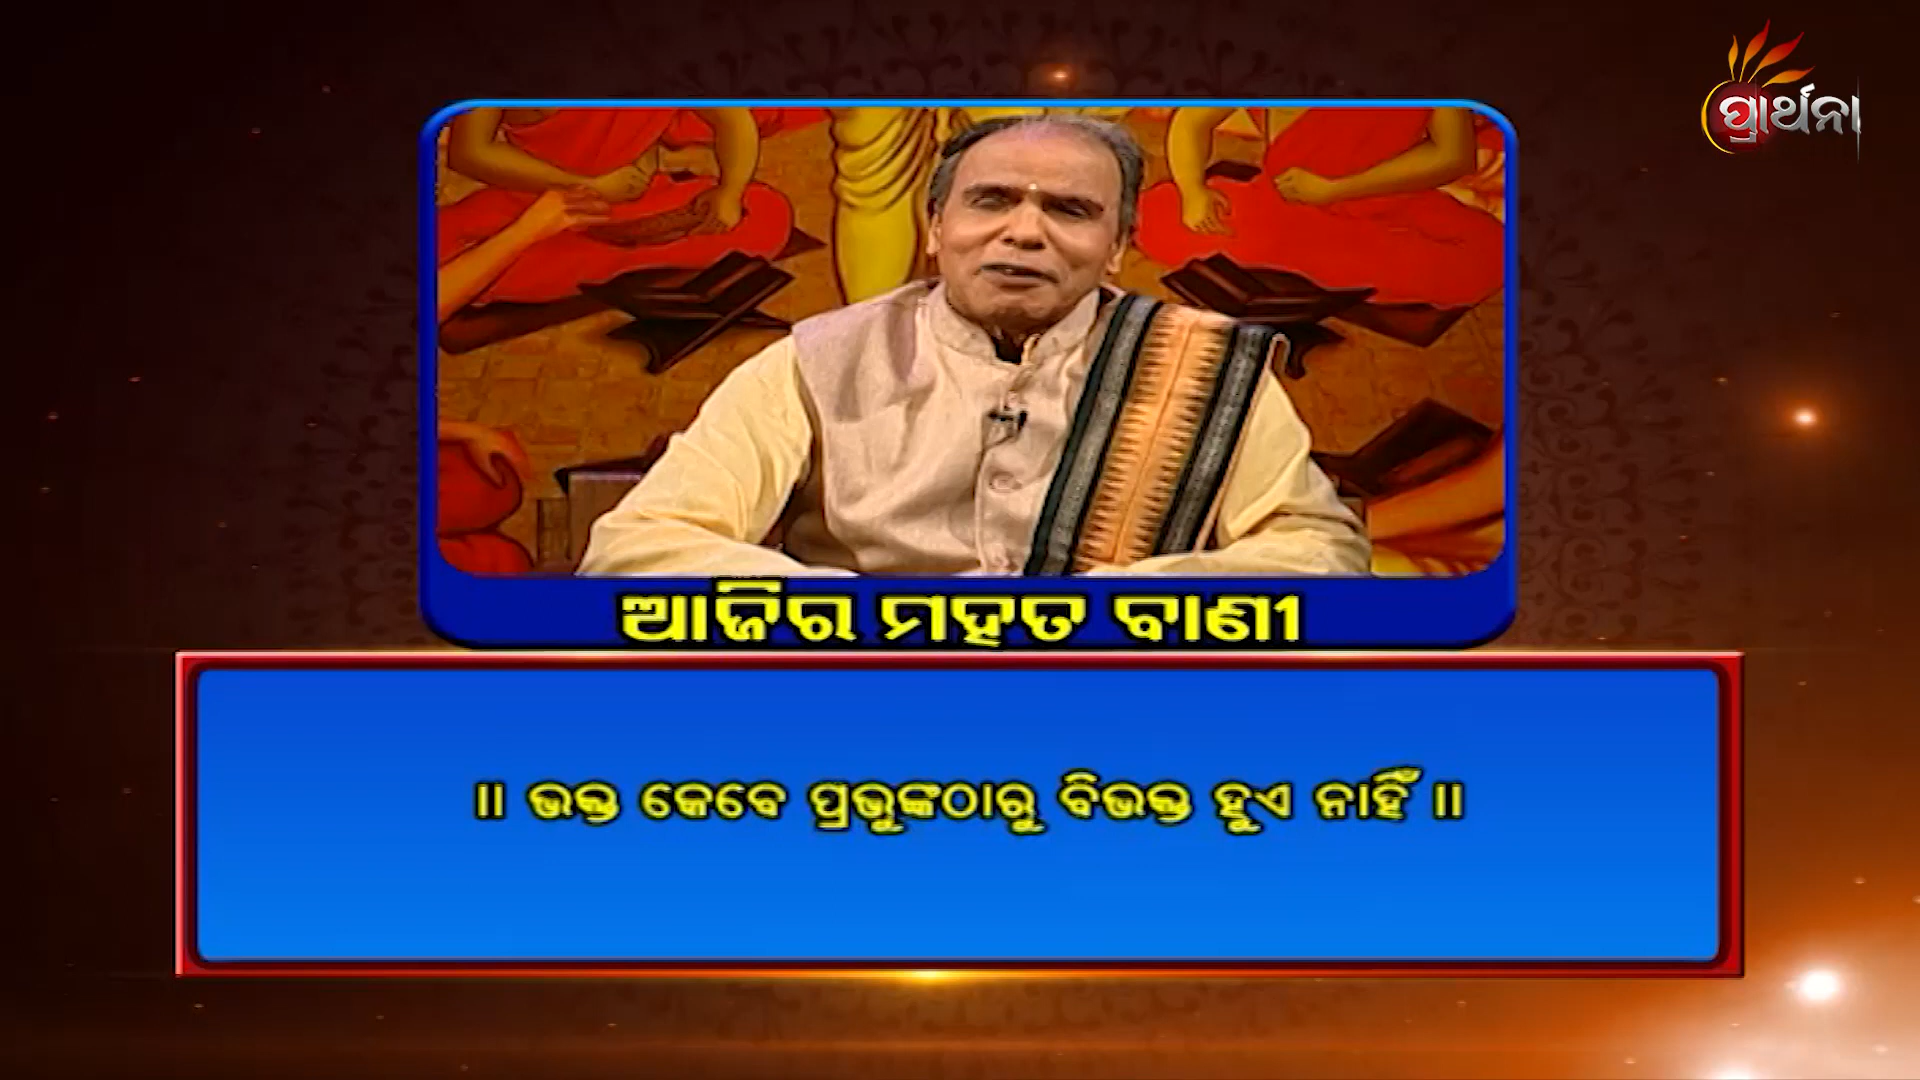 ପ୍ରାର୍ଥନା
ଆଜିର ମହତ ବାଣୀ
।। ଭକ୍ତ କେବେ ପ୍ରଭୁଙ୍କଠାରୁ ବିଭକ୍ତ ହୁଏ ନାହିଁ ।।